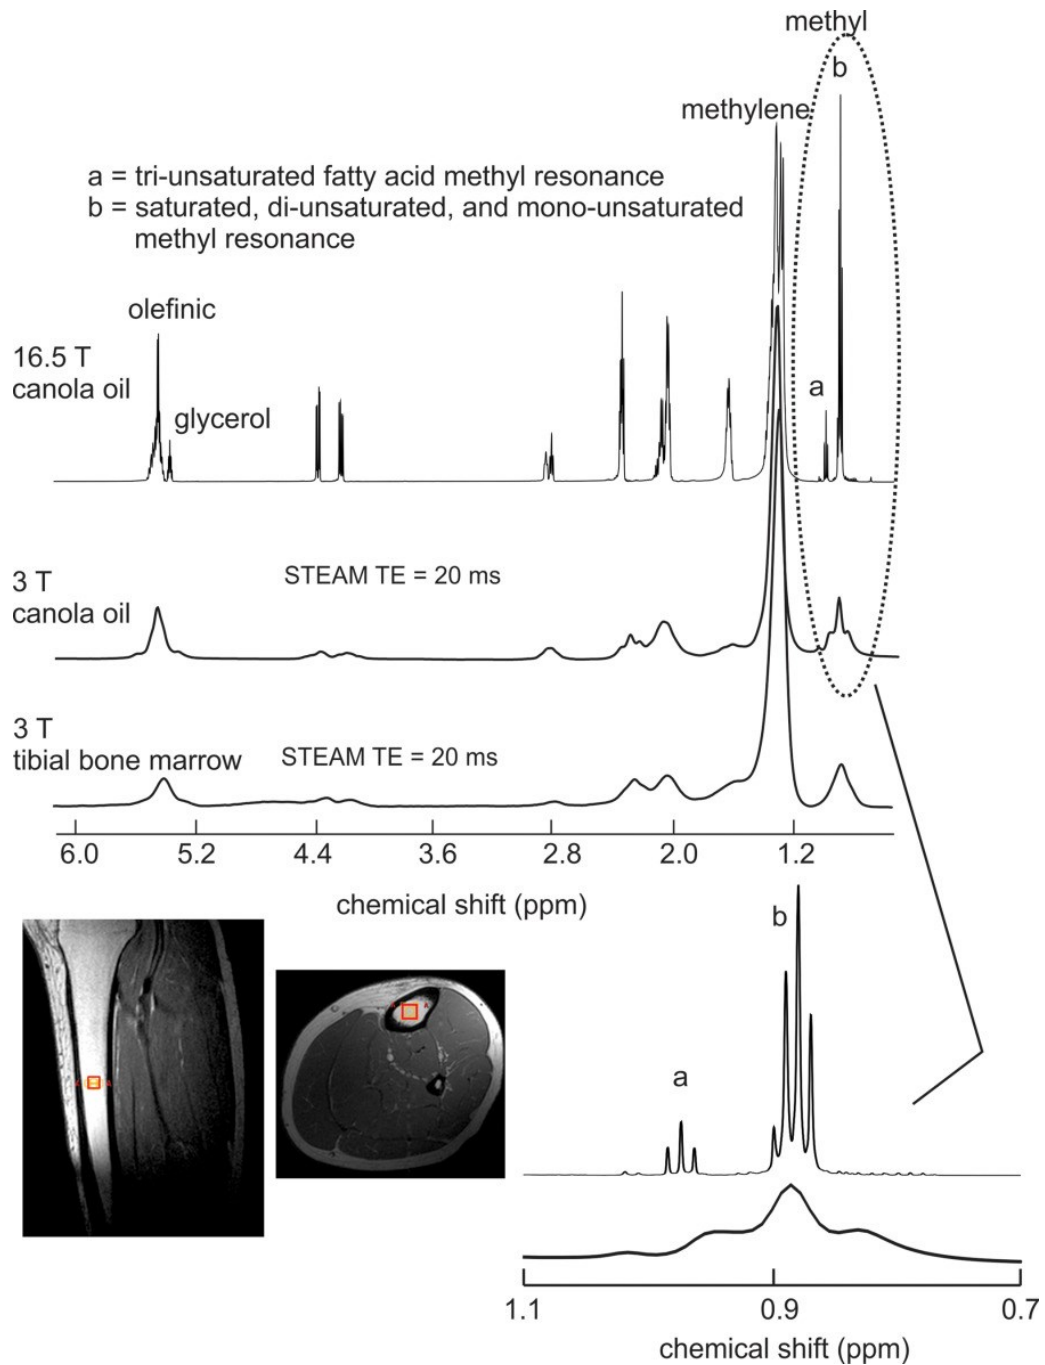 methyl
b
methylene
a = tri-unsaturated fatty acid methyl resonance
b = saturated, di-unsaturated, and mono-unsaturated
methyl resonance
olefinic
16.5 T
canola oil
glycerol
a
3 T
canola oil
STEAM TE = 20 ms
3 T
tibial bone marrow
STEAM TE = 20 ms
6.0 5.2 4.4 3.6 2.8 2.0 1.2
chemical shift (ppm)
b
a
A A
A A
1.1 0.9 0.7
chemical shift (ppm)